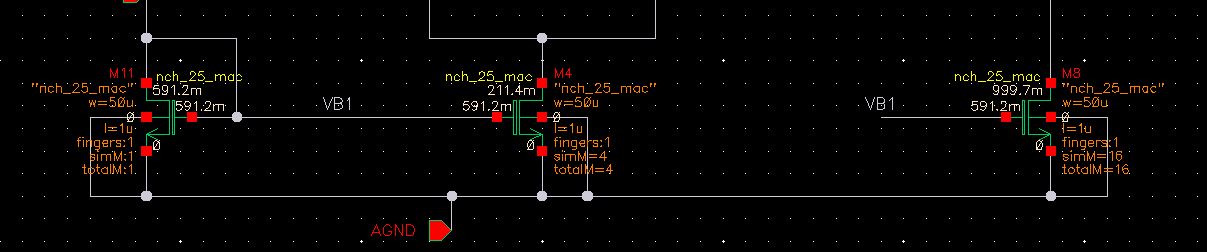 M11
nch_25_mac
591.2m
"nch_25_mac"
591.2m
w=50u
0
l=1u
fingers:1
0
simM:1
totalM:1
VB1
nch_25_mac
M4
211.4m
"nch_25_mac"
591.2m
w=50u
0
l=1u
fingers:1
0
simM=4
totalM=4
VB1
nch_25_mac
M8
999.7m
"nch_25_mac"
591.2m
w=50u
0
l=1u
fingers:1
0
simM=16
totalM=16
AGND